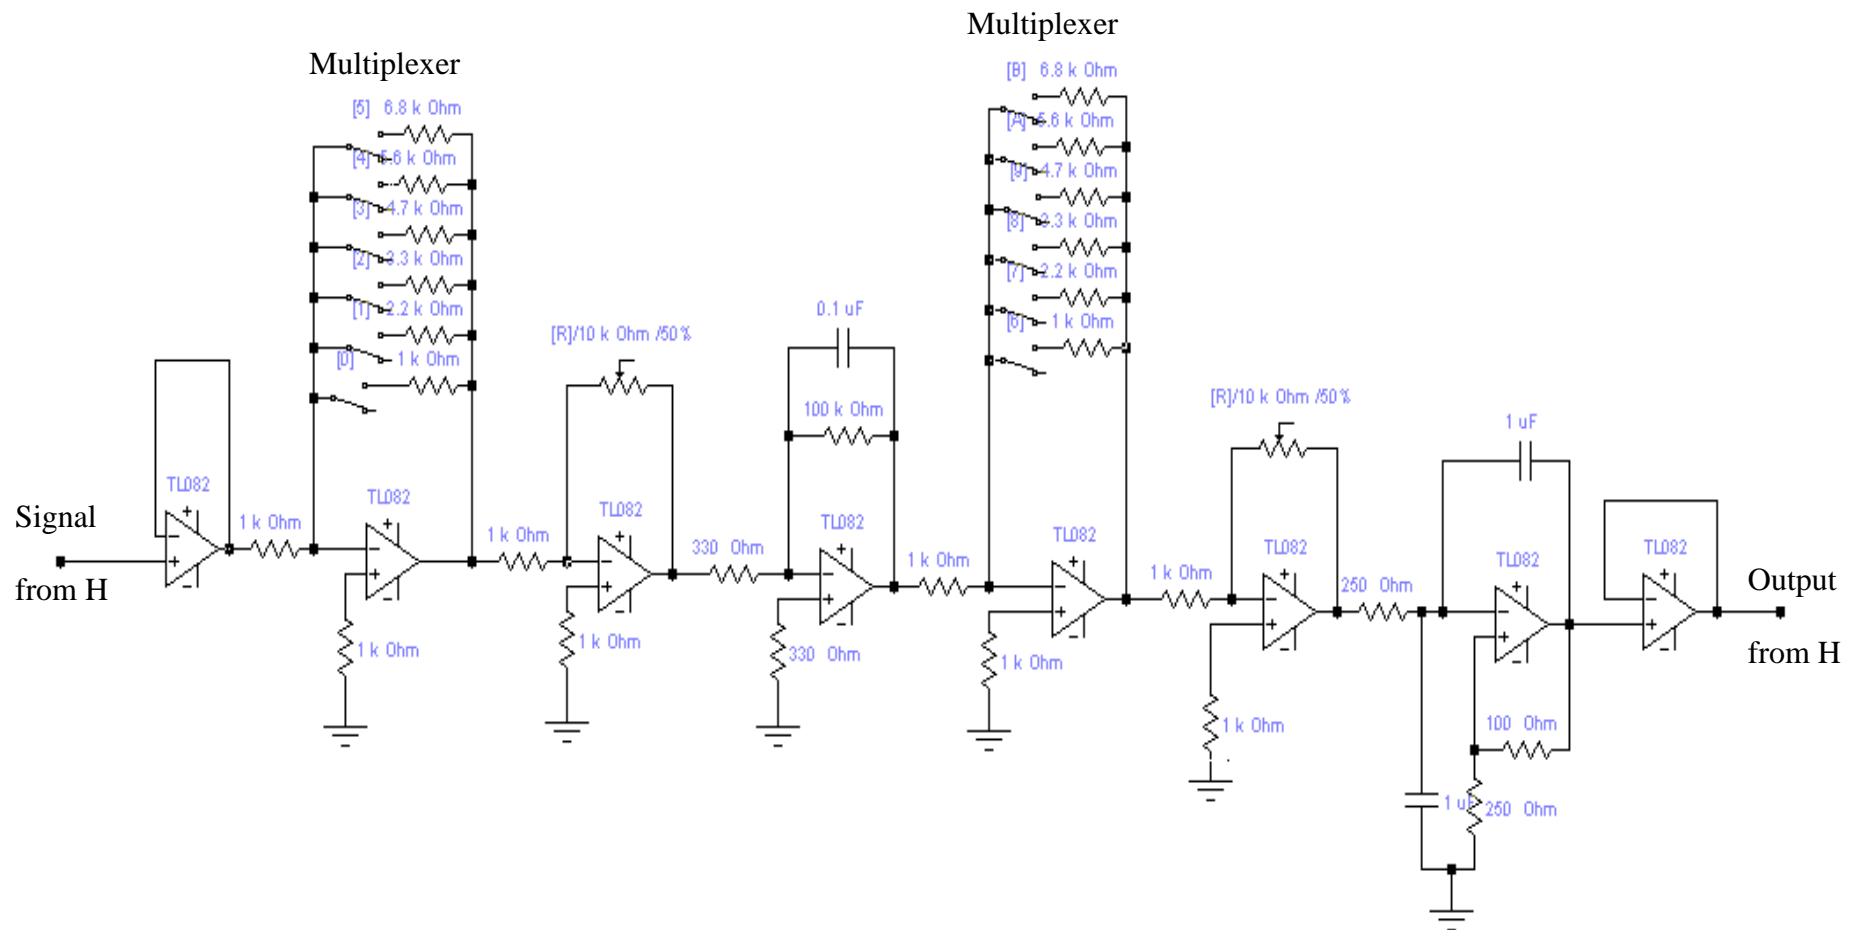 Multiplexer
Multiplexer
[5] 6.8 k Ohm
[4] 5.6 k Ohm
[3] 4.7 k Ohm
[2] 3.3 k Ohm
[1] 2.2 k Ohm
[0] 1 k Ohm
[B] 6.8 k Ohm
[A] 5.6 k Ohm
[9] 4.7 k Ohm
[8] 3.3 k Ohm
[7] 2.2 k Ohm
[6] 1 k Ohm
[R]/10 k Ohm /50%
0.1 uF
100 k Ohm
[R]/10 k Ohm /50%
1 uF
Signal
from H
TL082
1 k Ohm
TL082
1 k Ohm
1 k Ohm
TL082
1 k Ohm
330 Ohm
TL082
330 Ohm
1 k Ohm
TL082
1 k Ohm
1 k Ohm
TL082
1 k Ohm
250 Ohm
TL082
100 Ohm
1 uF
250 Ohm
TL082
Output
from H